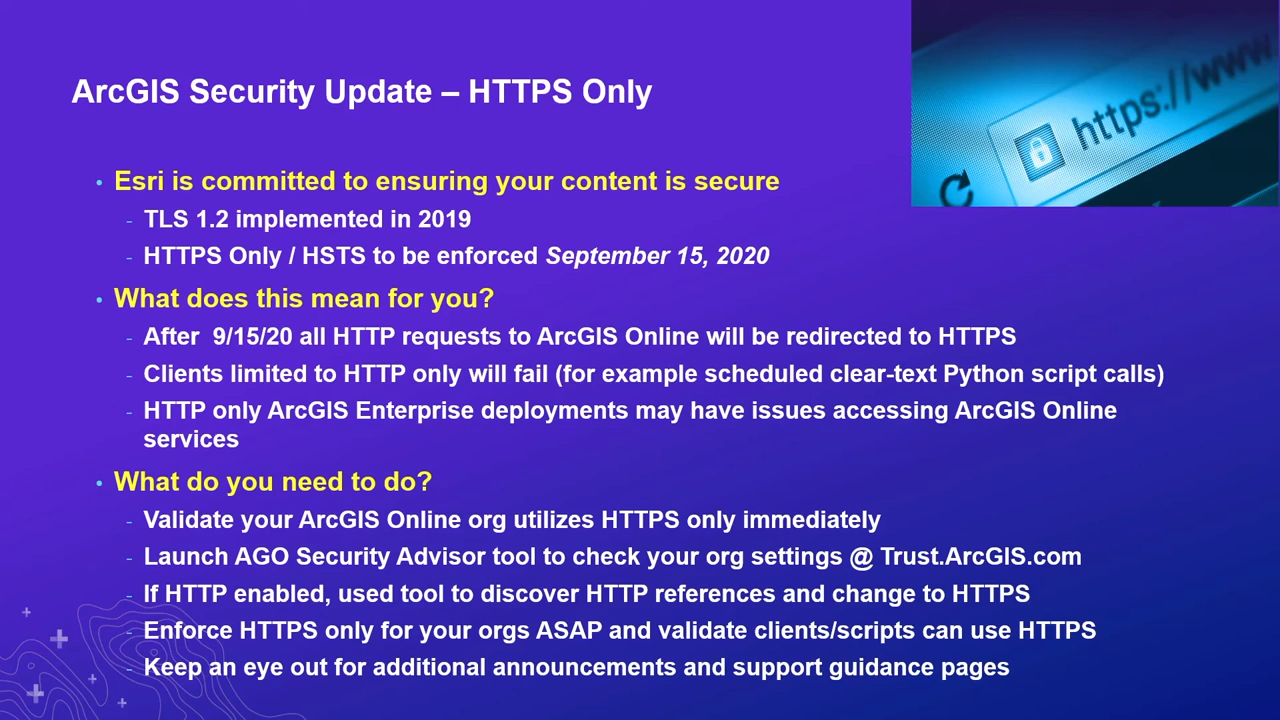 https://www.
ArcGIS Security Update – HTTPS Only
• Esri is committed to ensuring your content is secure
- TLS 1.2 implemented in 2019
- HTTPS Only / HSTS to be enforced September 15, 2020
• What does this mean for you?
- After 9/15/20 all HTTP requests to ArcGIS Online will be redirected to HTTPS
- Clients limited to HTTP only will fail (for example scheduled clear-text Python script calls)
- HTTP only ArcGIS Enterprise deployments may have issues accessing ArcGIS Online
services
• What do you need to do?
- Validate your ArcGIS Online org utilizes HTTPS only immediately
- Launch AGO Security Advisor tool to check your org settings @ Trust.ArcGIS.com
- If HTTP enabled, used tool to discover HTTP references and change to HTTPS
- Enforce HTTPS only for your orgs ASAP and validate clients/scripts can use HTTPS
- Keep an eye out for additional announcements and support guidance pages